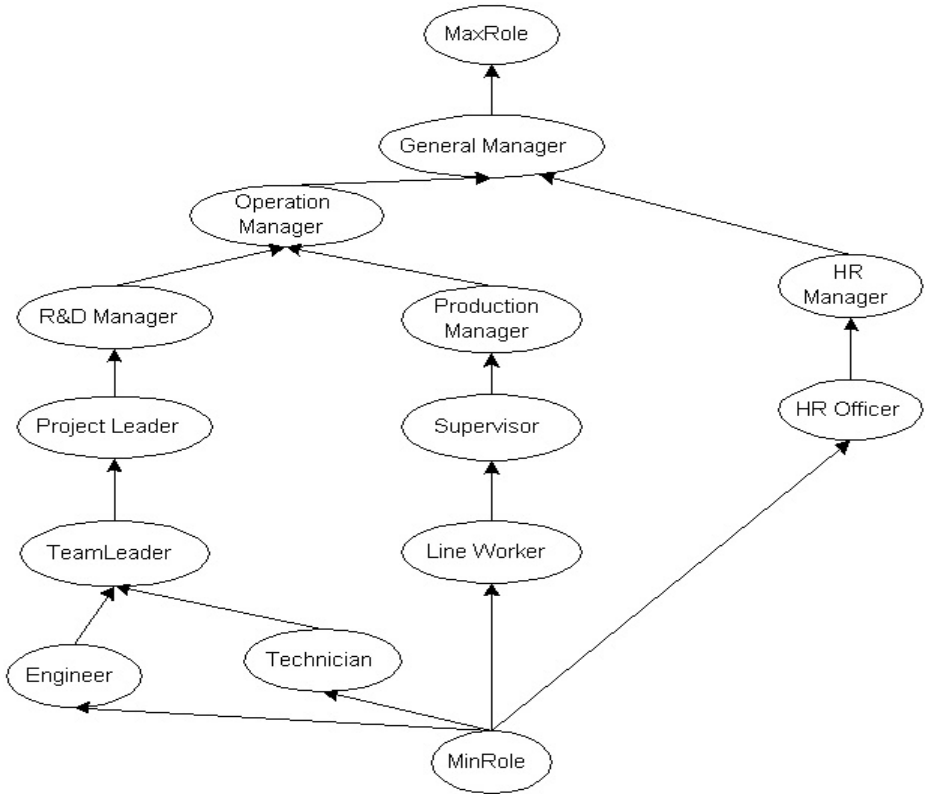 MaxRole
General Manager
Operation
Manager
HR
Manager
R&D Manager
Production
Manager
Project Leader
Supervisor
HR Officer
TeamLeader
Line Worker
Technician
Engineer
MinRole